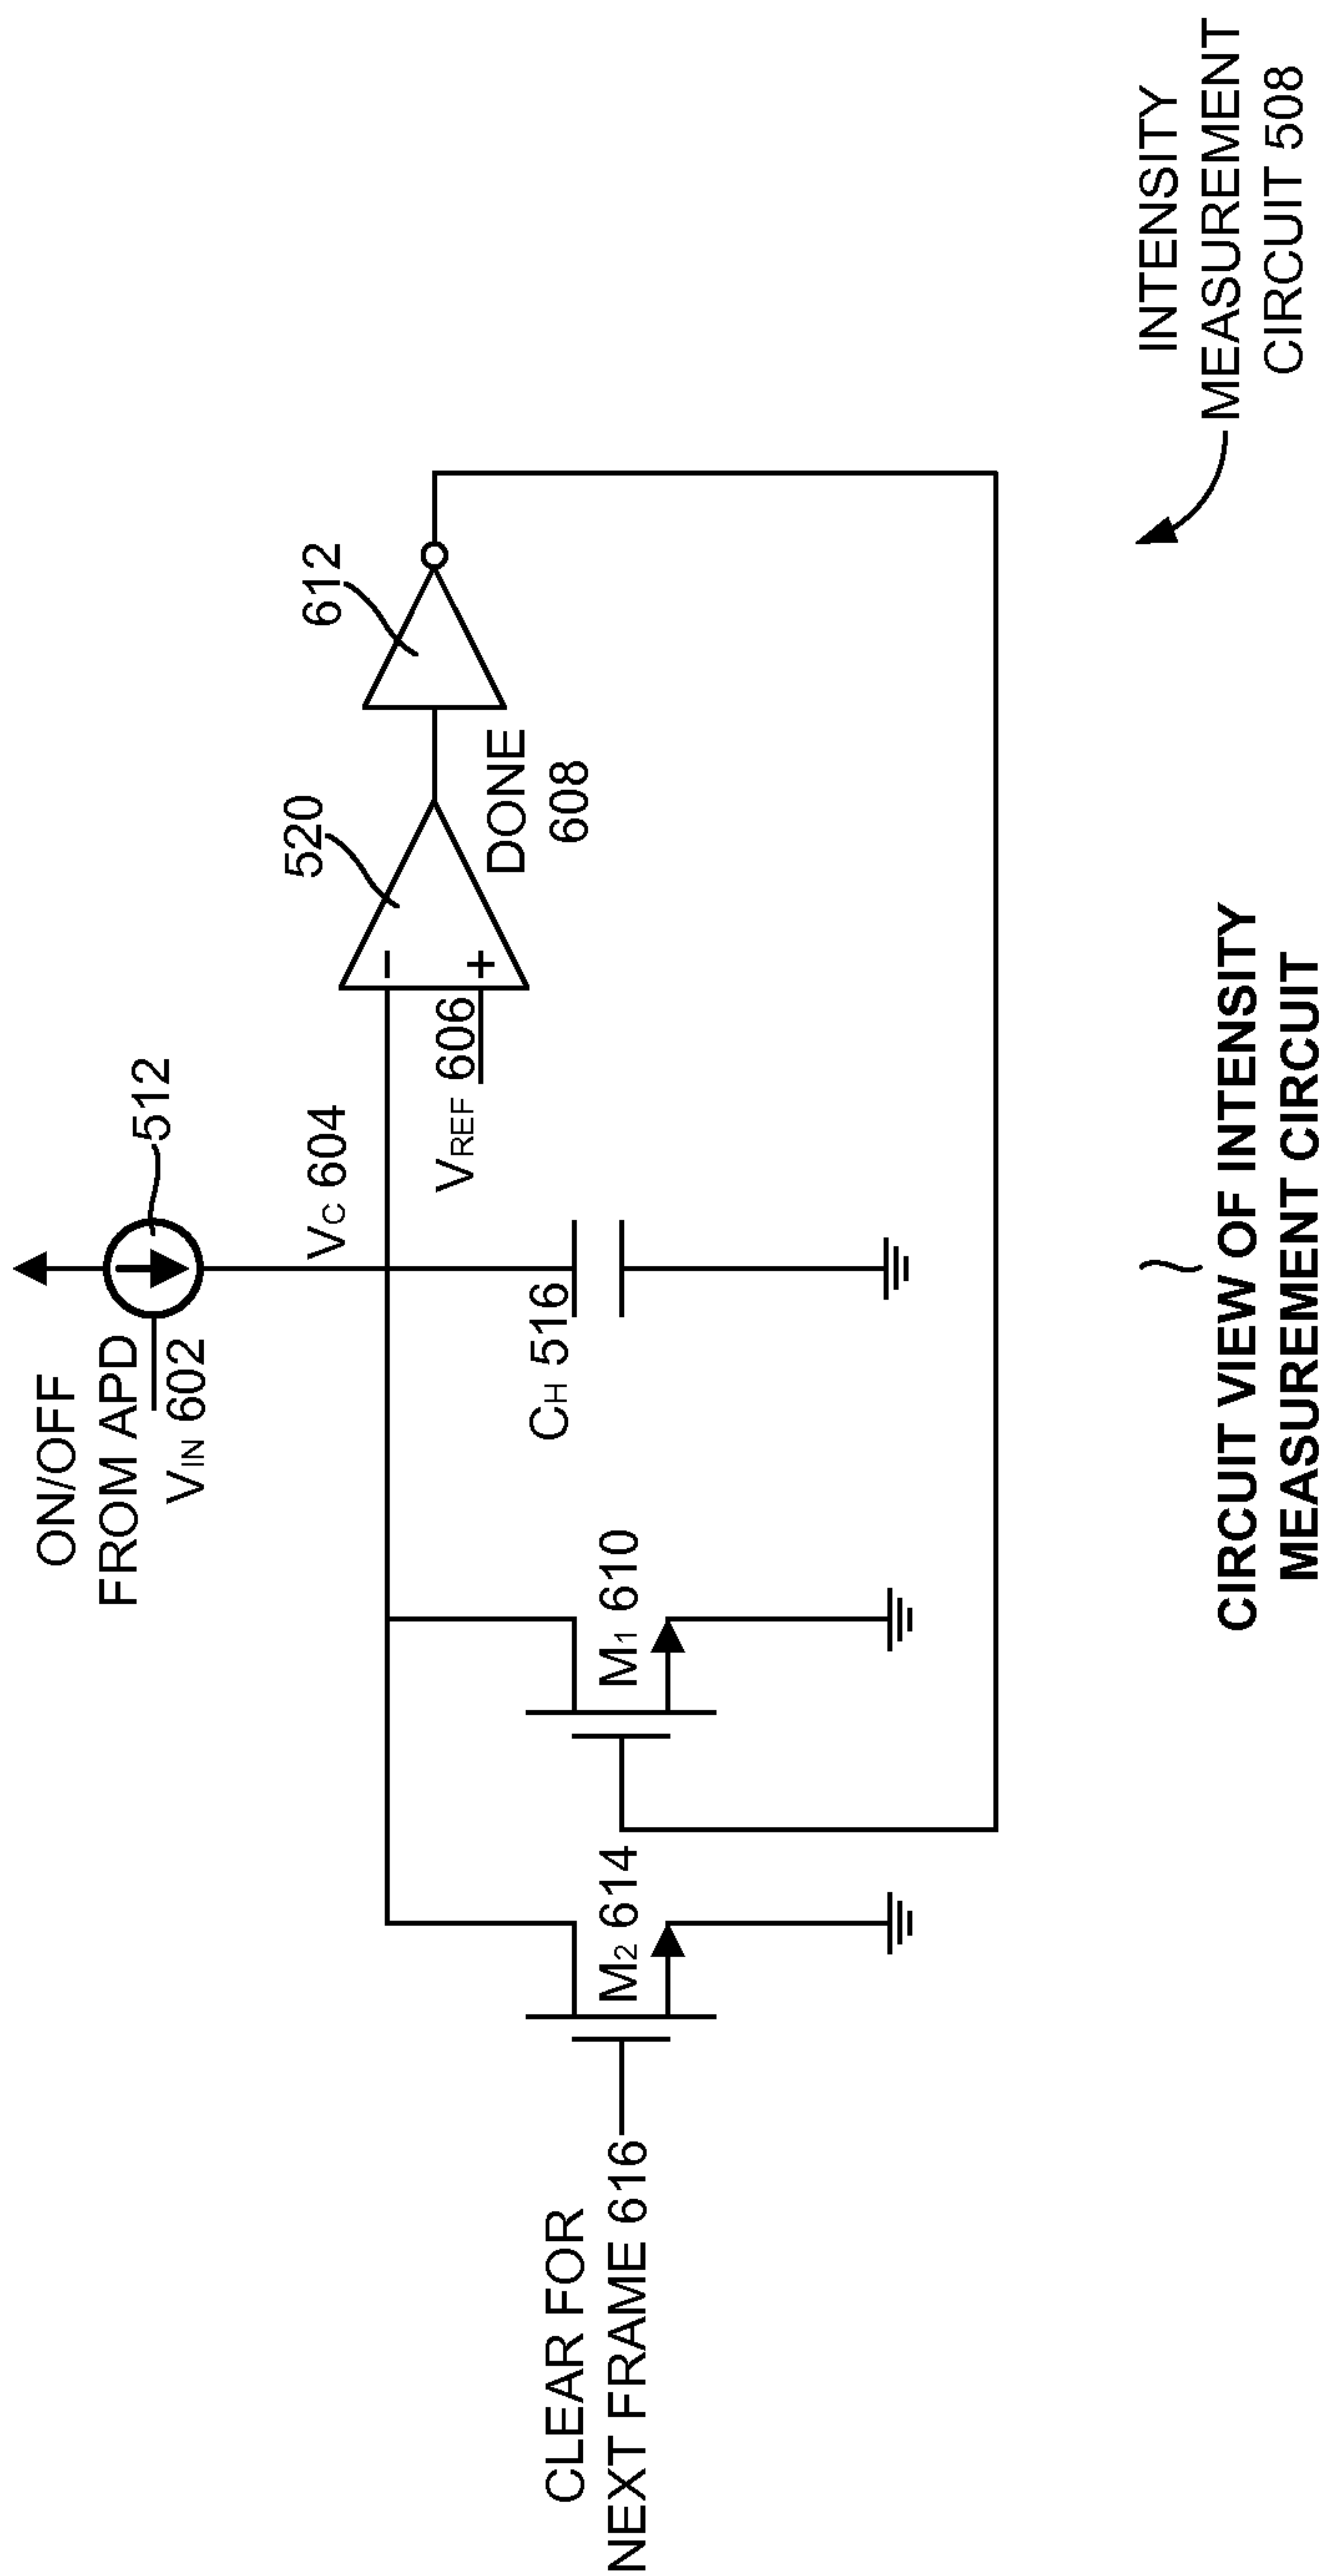 ON/OFF
FROM APD
VIN 602
512
VC 604
520
612
VREF 606
DONE
608
CH 516
M1 610
M2 614
CLEAR FOR
NEXT FRAME 616
INTENSITY
MEASUREMENT
CIRCUIT 508
CIRCUIT VIEW OF INTENSITY
MEASUREMENT CIRCUIT